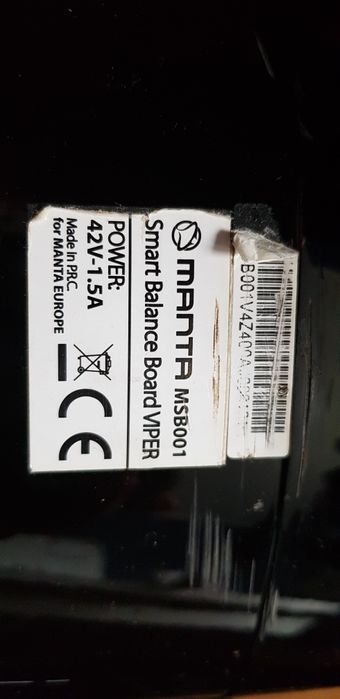 MANTA MSB001
Smart Balance Board VIPER
POWER:
42V-1.5A
Made in P.R.C.
for MANTA EUROPE
CE